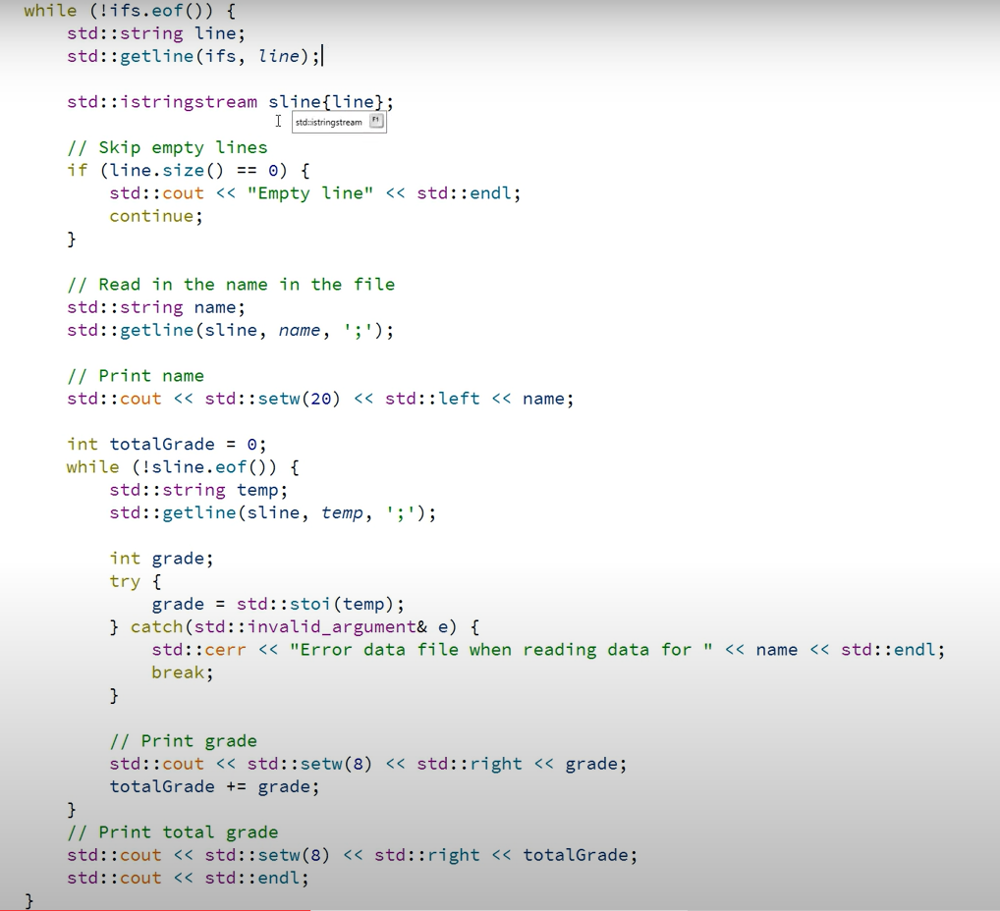 while (!ifs.eof()) {
    std::string line;
    std::getline(ifs, line);

    std::istringstream sline{line};
std::istringstream F1

    // Skip empty lines
    if (line.size() == 0) {
        std::cout << "Empty line" << std::endl;
        continue;
    }

    // Read in the name in the file
    std::string name;
    std::getline(sline, name, ';');

    // Print name
    std::cout << std::setw(20) << std::left << name;

    int totalGrade = 0;
    while (!sline.eof()) {
        std::string temp;
        std::getline(sline, temp, ';');

        int grade;
        try {
            grade = std::stoi(temp);
        } catch(std::invalid_argument& e) {
            std::cerr << "Error data file when reading data for " << name << std::endl;
            break;
        }

        // Print grade
        std::cout << std::setw(8) << std::right << grade;
        totalGrade += grade;
    }
    // Print total grade
    std::cout << std::setw(8) << std::right << totalGrade;
    std::cout << std::endl;
}